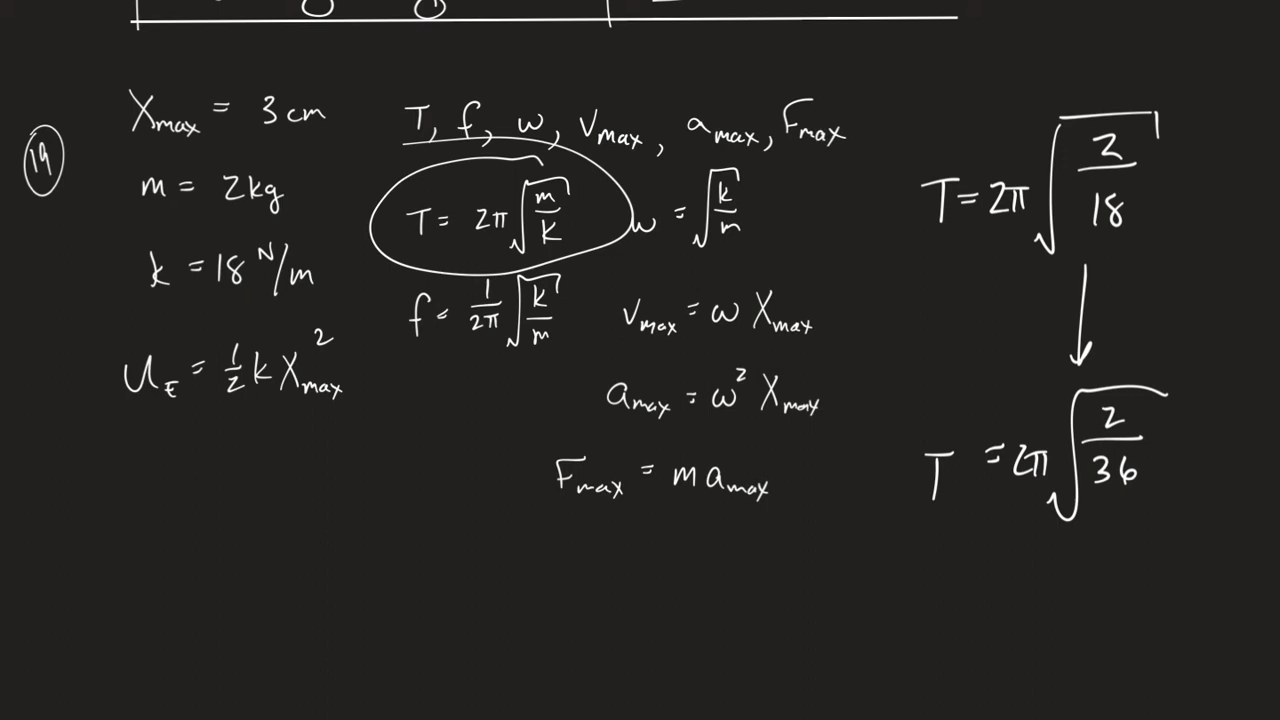 19
Xmax = 3 cm
m = 2kg
k = 18 N/m
U_E = 1/2 k Xmax²
T, f, ω, vmax, amax, Fmax
T = 2π √(m/k)
ω = √(k/m)
f = 1/2π √(k/m)
vmax = ω Xmax
amax = ω² Xmax
Fmax = m amax
T = 2π √(2/18)
T = 2π √(2/36)